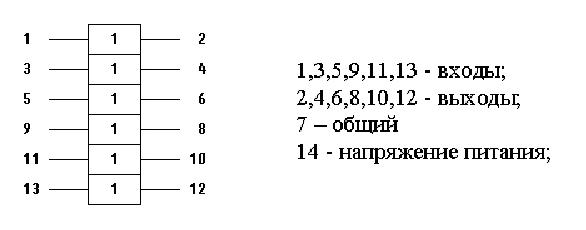 1 1 2
3 1 4
5 1 6
9 1 8
11 1 10
13 1 12
1,3,5,9,11,13 - входы;
2,4,6,8,10,12 - выходы;
7 – общий
14 - напряжение питания;